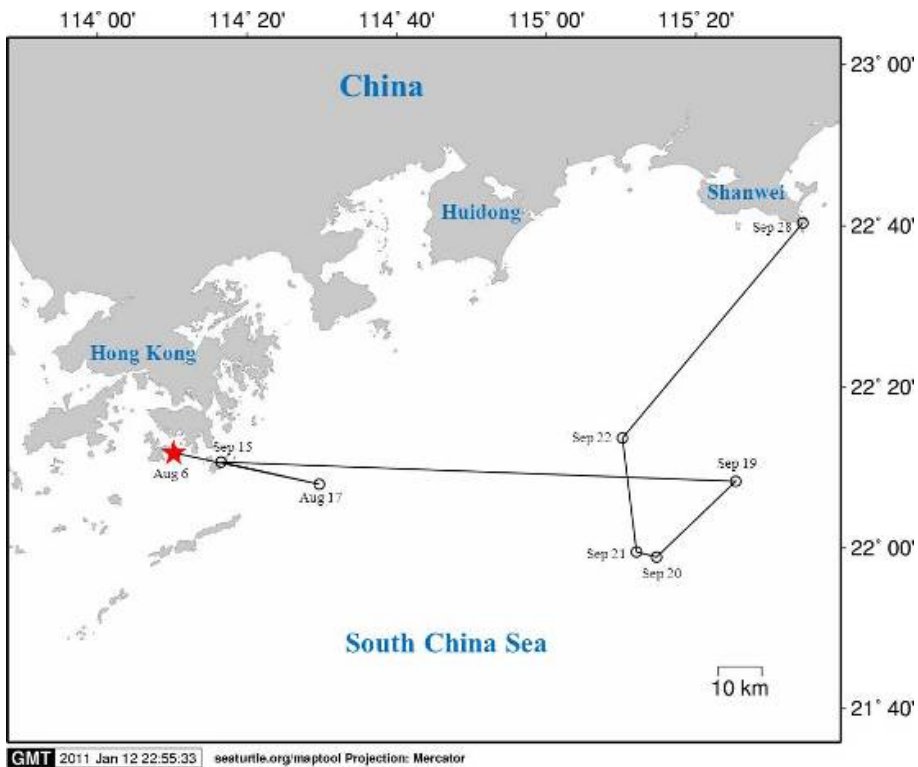 114° 00' 114° 20' 114° 40' 115° 00' 115° 20'
23° 00'
China
Shanwei
Huidong
22° 40'
Sep 28
Hong Kong
22° 20'
Sep 22
Sep 15
Sep 19
Aug 6
Aug 17
22° 00'
Sep 21
Sep 20
South China Sea
10 km
21° 40'
GMT 2011 Jan 12 22:55:33 seaturtle.org/maptool Projection: Mercator